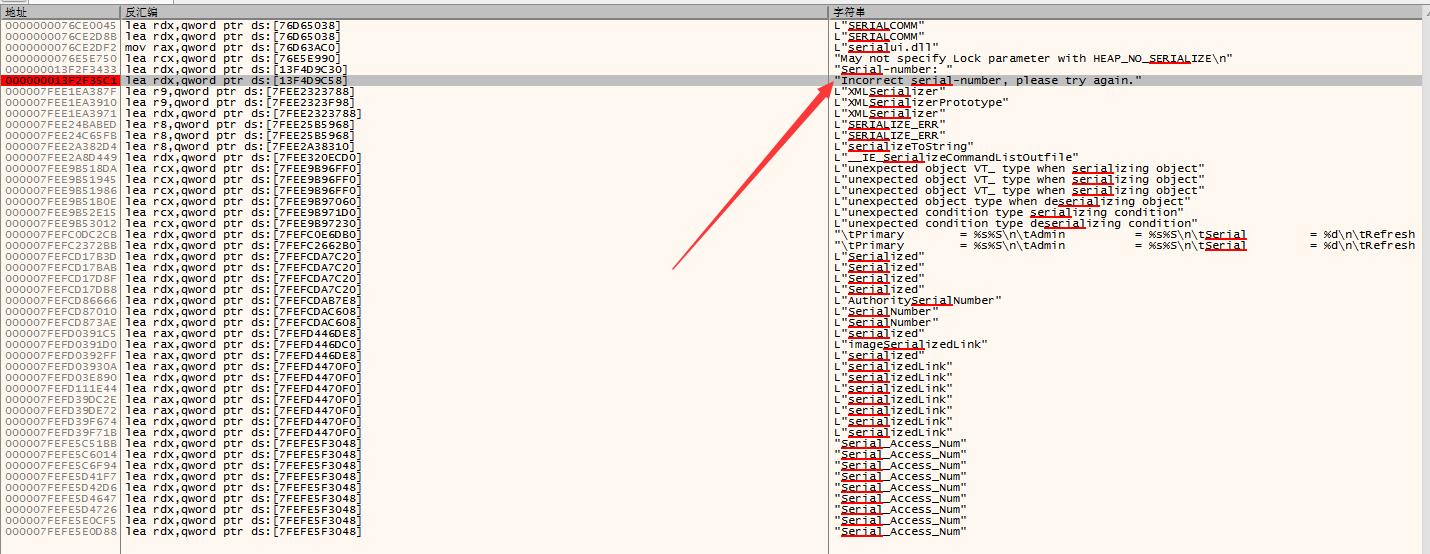 地址 反汇编 字符串
0000000076CE0045 lea rdx,qword ptr ds:[76D65038] L"SERIALCOMM"
0000000076CE2D8B lea rdx,qword ptr ds:[76D65038] L"SERIALCOMM"
0000000076CE2DF2 mov rax,qword ptr ds:[76D63AC0] L"serialui.dll"
0000000076E5E750 lea rcx,qword ptr ds:[76E5E990] "May not specify Lock parameter with HEAP_NO_SERIALIZE\n"
000000013F2F3433 lea rdx,qword ptr ds:[13F4D9C30] "Serial-number: "
000000013F2F35C1 lea rdx,qword ptr ds:[13F4D9C58] "Incorrect serial-number, please try again."
000007FEE1EA387F lea r9,qword ptr ds:[7FEE2323788] L"XMLSerializer"
000007FEE1EA3910 lea r9,qword ptr ds:[7FEE2323F98] L"XMLSerializerPrototype"
000007FEE1EA3971 lea rdx,qword ptr ds:[7FEE2323788] L"XMLSerializer"
000007FEE24BABED lea r8,qword ptr ds:[7FEE25B5968] L"SERIALIZE_ERR"
000007FEE24C65FB lea r8,qword ptr ds:[7FEE25B5968] L"SERIALIZE_ERR"
000007FEE2A382D4 lea r8,qword ptr ds:[7FEE2A38310] L"serializeToString"
000007FEE2A8D449 lea rdx,qword ptr ds:[7FEE320ECD0] L"__IE_SerializeCommandListOutfile"
000007FEE9B518DA lea rcx,qword ptr ds:[7FEE9B96FF0] L"unexpected object VT_ type when serializing object"
000007FEE9B51945 lea rcx,qword ptr ds:[7FEE9B96FF0] L"unexpected object VT_ type when serializing object"
000007FEE9B51986 lea rcx,qword ptr ds:[7FEE9B96FF0] L"unexpected object VT_ type when serializing object"
000007FEE9B51B0E lea rcx,qword ptr ds:[7FEE9B97060] L"unexpected object type when deserializing object"
000007FEE9B52E15 lea rcx,qword ptr ds:[7FEE9B971D0] L"unexpected condition type serializing condition"
000007FEE9B53012 lea rcx,qword ptr ds:[7FEE9B97230] L"unexpected condition type deserializing condition"
000007FEFC0DC2CB lea rdx,qword ptr ds:[7FEFC0E6DB0] "\tPrimary = %s%S\n\tAdmin = %s%S\n\tSerial = %d\n\tRefresh
000007FEFC2372BB lea rdx,qword ptr ds:[7FEFC2662B0] "\tPrimary = %s%S\n\tAdmin = %s%S\n\tSerial = %d\n\tRefresh
000007FEFCD17B3D lea rdx,qword ptr ds:[7FEFCDA7C20] L"Serialized"
000007FEFCD17BAB lea rdx,qword ptr ds:[7FEFCDA7C20] L"Serialized"
000007FEFCD17D8F lea rdx,qword ptr ds:[7FEFCDA7C20] L"Serialized"
000007FEFCD17DB8 lea rdx,qword ptr ds:[7FEFCDA7C20] L"Serialized"
000007FEFCD86666 lea rdx,qword ptr ds:[7FEFCDAB7E8] L"AuthoritySerialNumber"
000007FEFCD87010 lea rdx,qword ptr ds:[7FEFCDAC608] L"SerialNumber"
000007FEFCD873AE lea rdx,qword ptr ds:[7FEFCDAC608] L"SerialNumber"
000007FEFD0391C5 lea rax,qword ptr ds:[7FEFD446DE8] L"serialized"
000007FEFD0391D0 lea rax,qword ptr ds:[7FEFD446DC0] L"imageSerializedLink"
000007FEFD0392FF lea rax,qword ptr ds:[7FEFD446DE8] L"serialized"
000007FEFD03930A lea rax,qword ptr ds:[7FEFD4470F0] L"serializedLink"
000007FEFD03E890 lea rdx,qword ptr ds:[7FEFD4470F0] L"serializedLink"
000007FEFD111E44 lea rdx,qword ptr ds:[7FEFD4470F0] L"serializedLink"
000007FEFD39DC2E lea rax,qword ptr ds:[7FEFD4470F0] L"serializedLink"
000007FEFD39DE72 lea rax,qword ptr ds:[7FEFD4470F0] L"serializedLink"
000007FEFD39F674 lea rdx,qword ptr ds:[7FEFD4470F0] L"serializedLink"
000007FEFD39F71B lea rdx,qword ptr ds:[7FEFD4470F0] L"serializedLink"
000007FEFE5C51BB lea rdx,qword ptr ds:[7FEFE5F3048] "Serial_Access_Num"
000007FEFE5C6014 lea rdx,qword ptr ds:[7FEFE5F3048] "Serial_Access_Num"
000007FEFE5C6F94 lea rdx,qword ptr ds:[7FEFE5F3048] "Serial_Access_Num"
000007FEFE5D41F7 lea rdx,qword ptr ds:[7FEFE5F3048] "Serial_Access_Num"
000007FEFE5D42D6 lea rdx,qword ptr ds:[7FEFE5F3048] "Serial_Access_Num"
000007FEFE5D4647 lea rdx,qword ptr ds:[7FEFE5F3048] "Serial_Access_Num"
000007FEFE5D4726 lea rdx,qword ptr ds:[7FEFE5F3048] "Serial_Access_Num"
000007FEFE5E0CF5 lea rdx,qword ptr ds:[7FEFE5F3048] "Serial_Access_Num"
000007FEFE5E0D88 lea rdx,qword ptr ds:[7FEFE5F3048] "Serial_Access_Num"